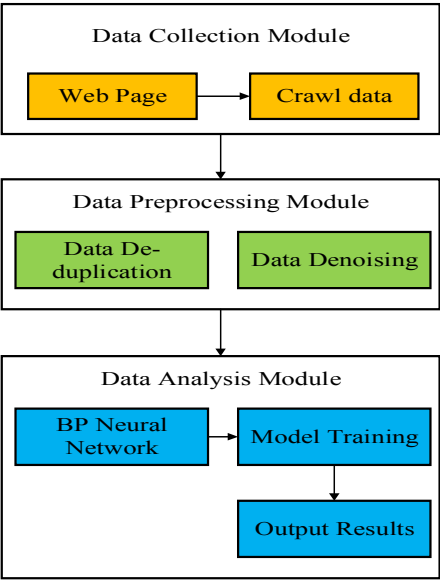 Data Collection Module
Web Page
Crawl data
Data Preprocessing Module
Data De-
duplication
Data Denoising
Data Analysis Module
BP Neural
Network
Model Training
Output Results